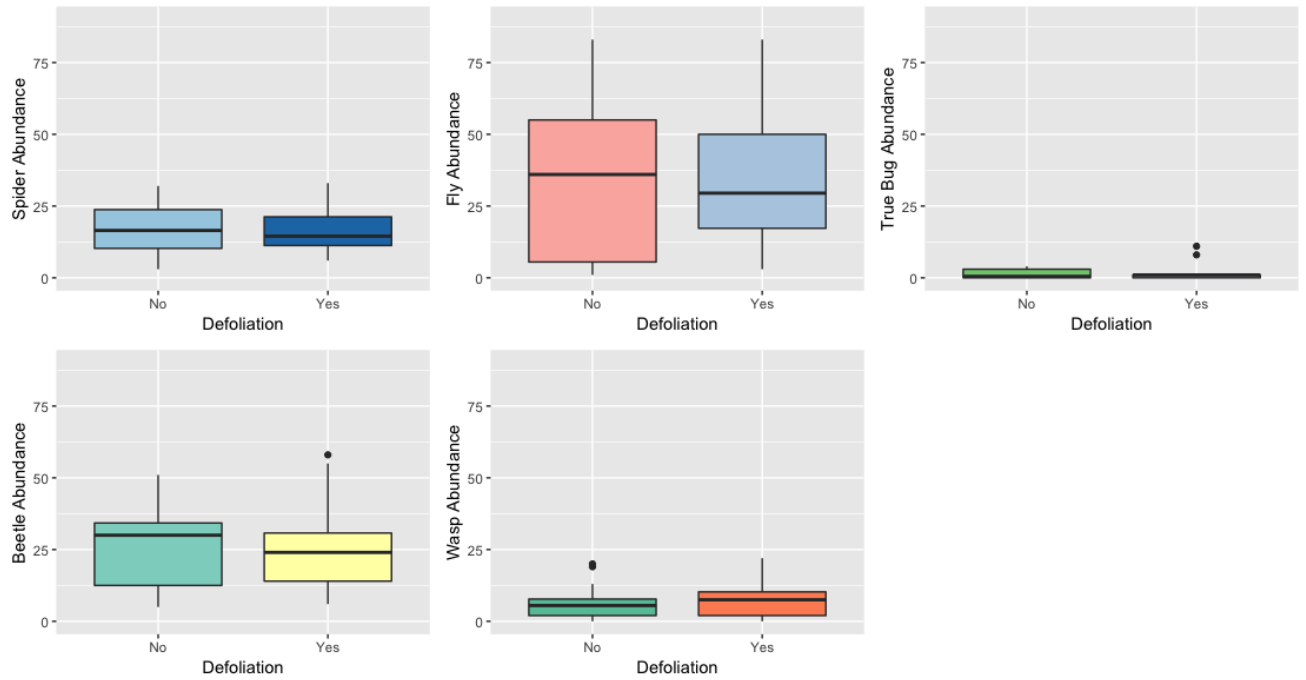 Spider Abundance
75
50
25
0
No Yes
Defoliation
Fly Abundance
75
50
25
0
No Yes
Defoliation
True Bug Abundance
75
50
25
0
No Yes
Defoliation
Beetle Abundance
75
50
25
0
No Yes
Defoliation
Wasp Abundance
75
50
25
0
No Yes
Defoliation